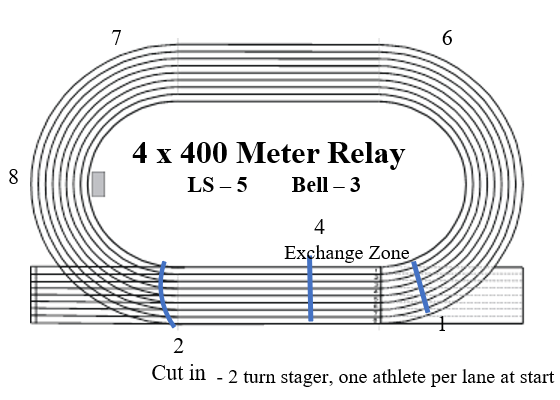 7
6
4 x 400 Meter Relay
8
LS – 5 Bell – 3
4
Exchange Zone
1
2
Cut in - 2 turn stager, one athlete per lane at start